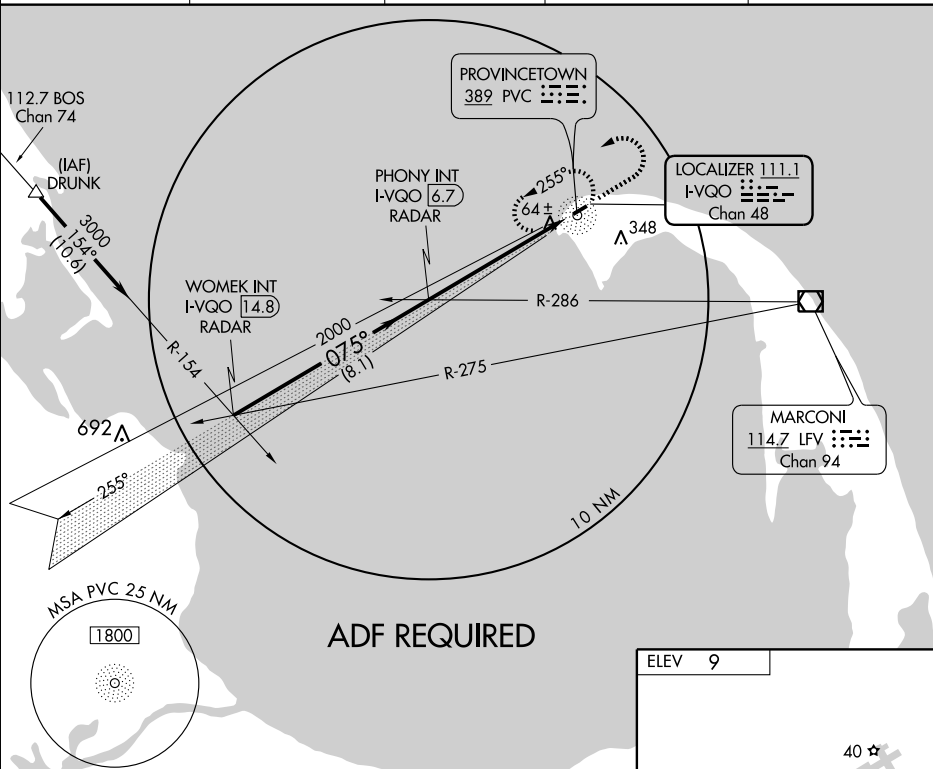 112.7 BOS
Chan 74
(IAF)
DRUNK
3000
154°
(10.6)
R-154
PROVINCETOWN
389 PVC
PHONY INT
I-VQO 6.7
RADAR
255°
64±
LOCALIZER 111.1
I-VQO
Chan 48
348
WOMEK INT
I-VQO 14.8
RADAR
2000
075°
(8.1)
R-286
R-275
692
255°
MARCONI
114.7 LFV
Chan 94
10 NM
MSA PVC 25 NM
1800
ADF REQUIRED
ELEV 9
40